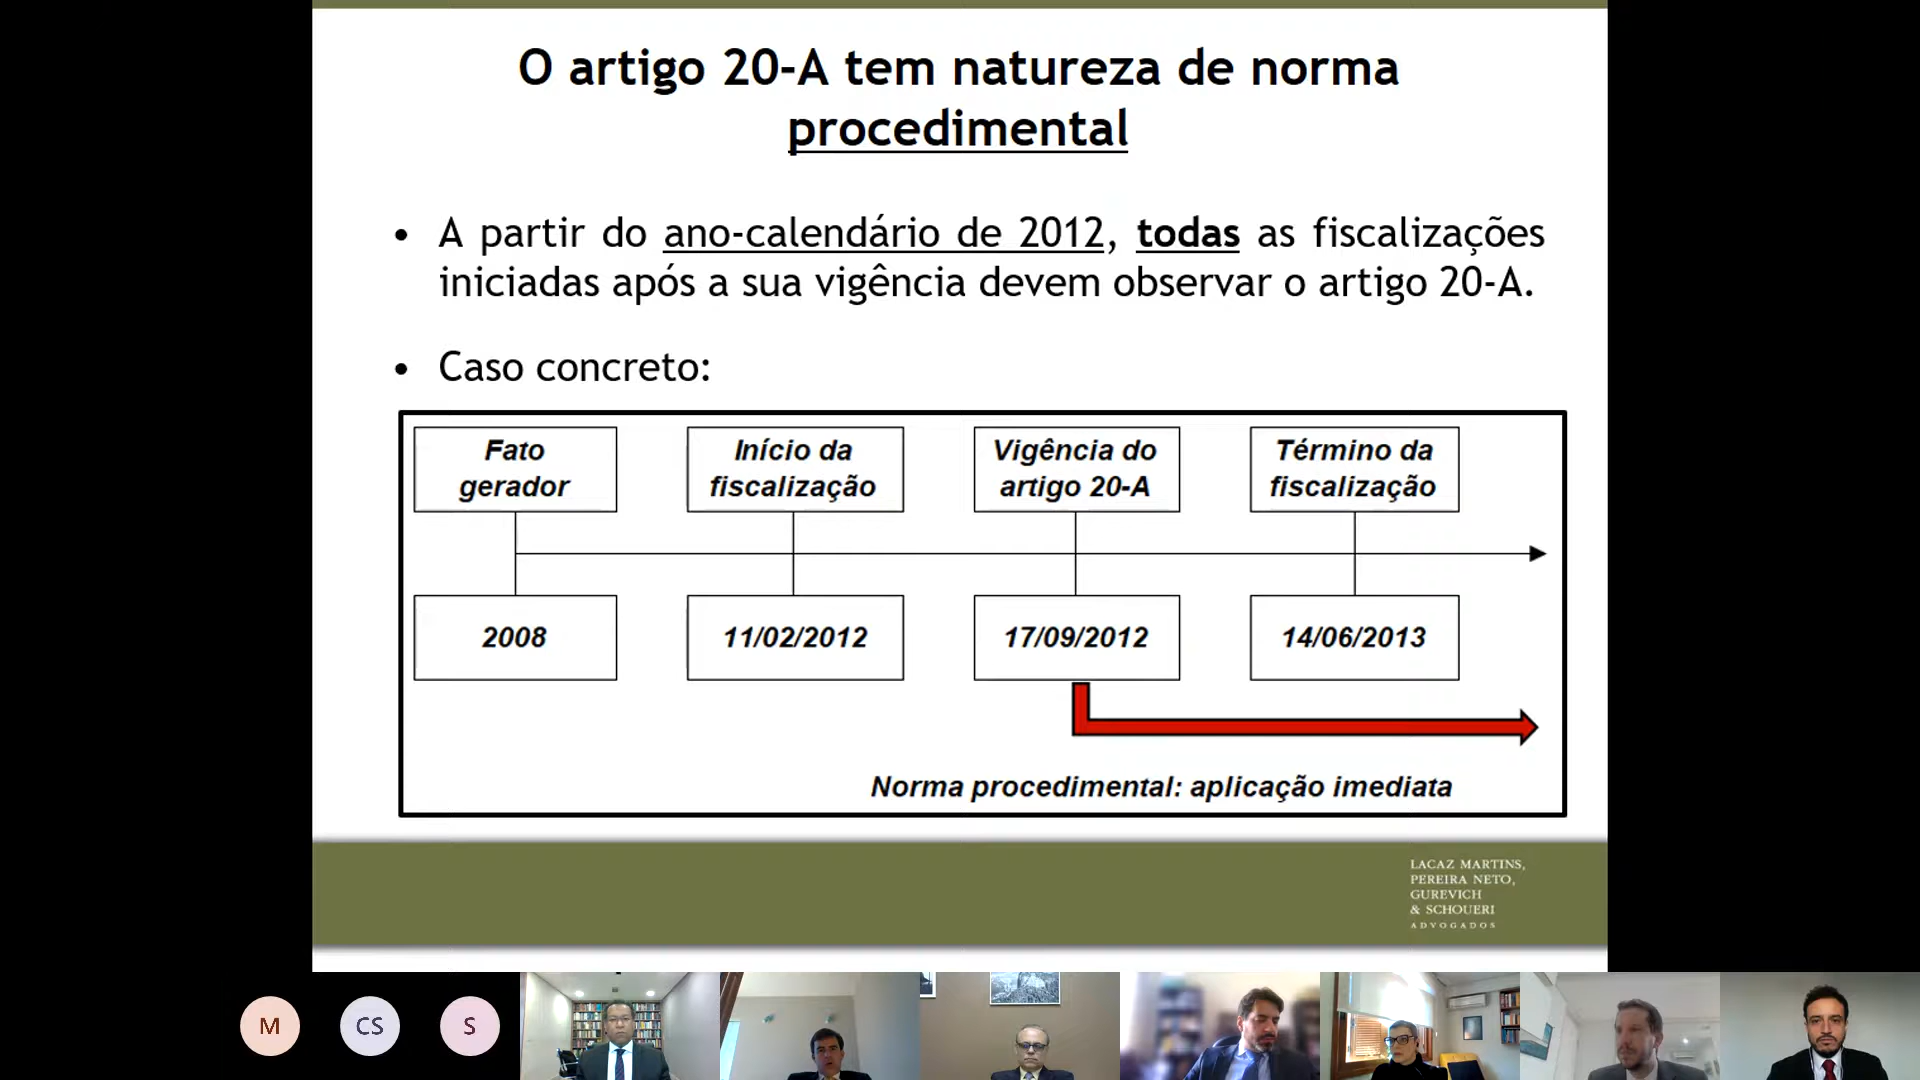 O artigo 20-A tem natureza de norma
procedimental
• A partir do ano-calendário de 2012, todas as fiscalizações
iniciadas após a sua vigência devem observar o artigo 20-A.
• Caso concreto:
Fato
gerador
Início da
fiscalização
Vigência do
artigo 20-A
Término da
fiscalização
2008
11/02/2012
17/09/2012
14/06/2013
Norma procedimental: aplicação imediata
LACAZ MARTINS,
PEREIRA NETO,
GUREVICH
& SCHOUERI
ADVOGADOS
M
CS
S